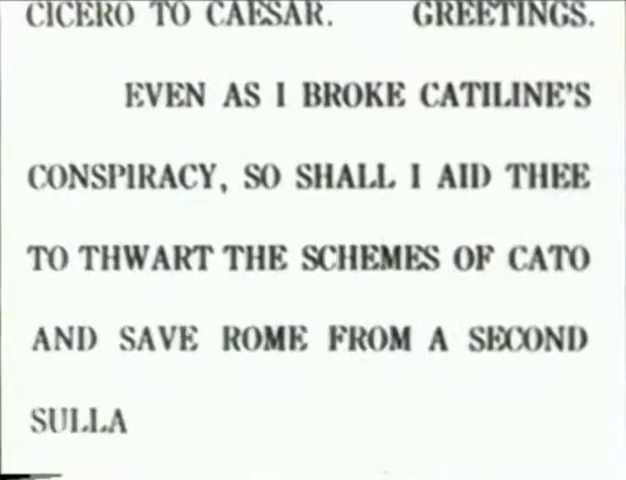 CICERO TO CAESAR. GREETINGS.
EVEN AS I BROKE CATILINE'S
CONSPIRACY, SO SHALL I AID THEE
TO THWART THE SCHEMES OF CATO
AND SAVE ROME FROM A SECOND
SULLA